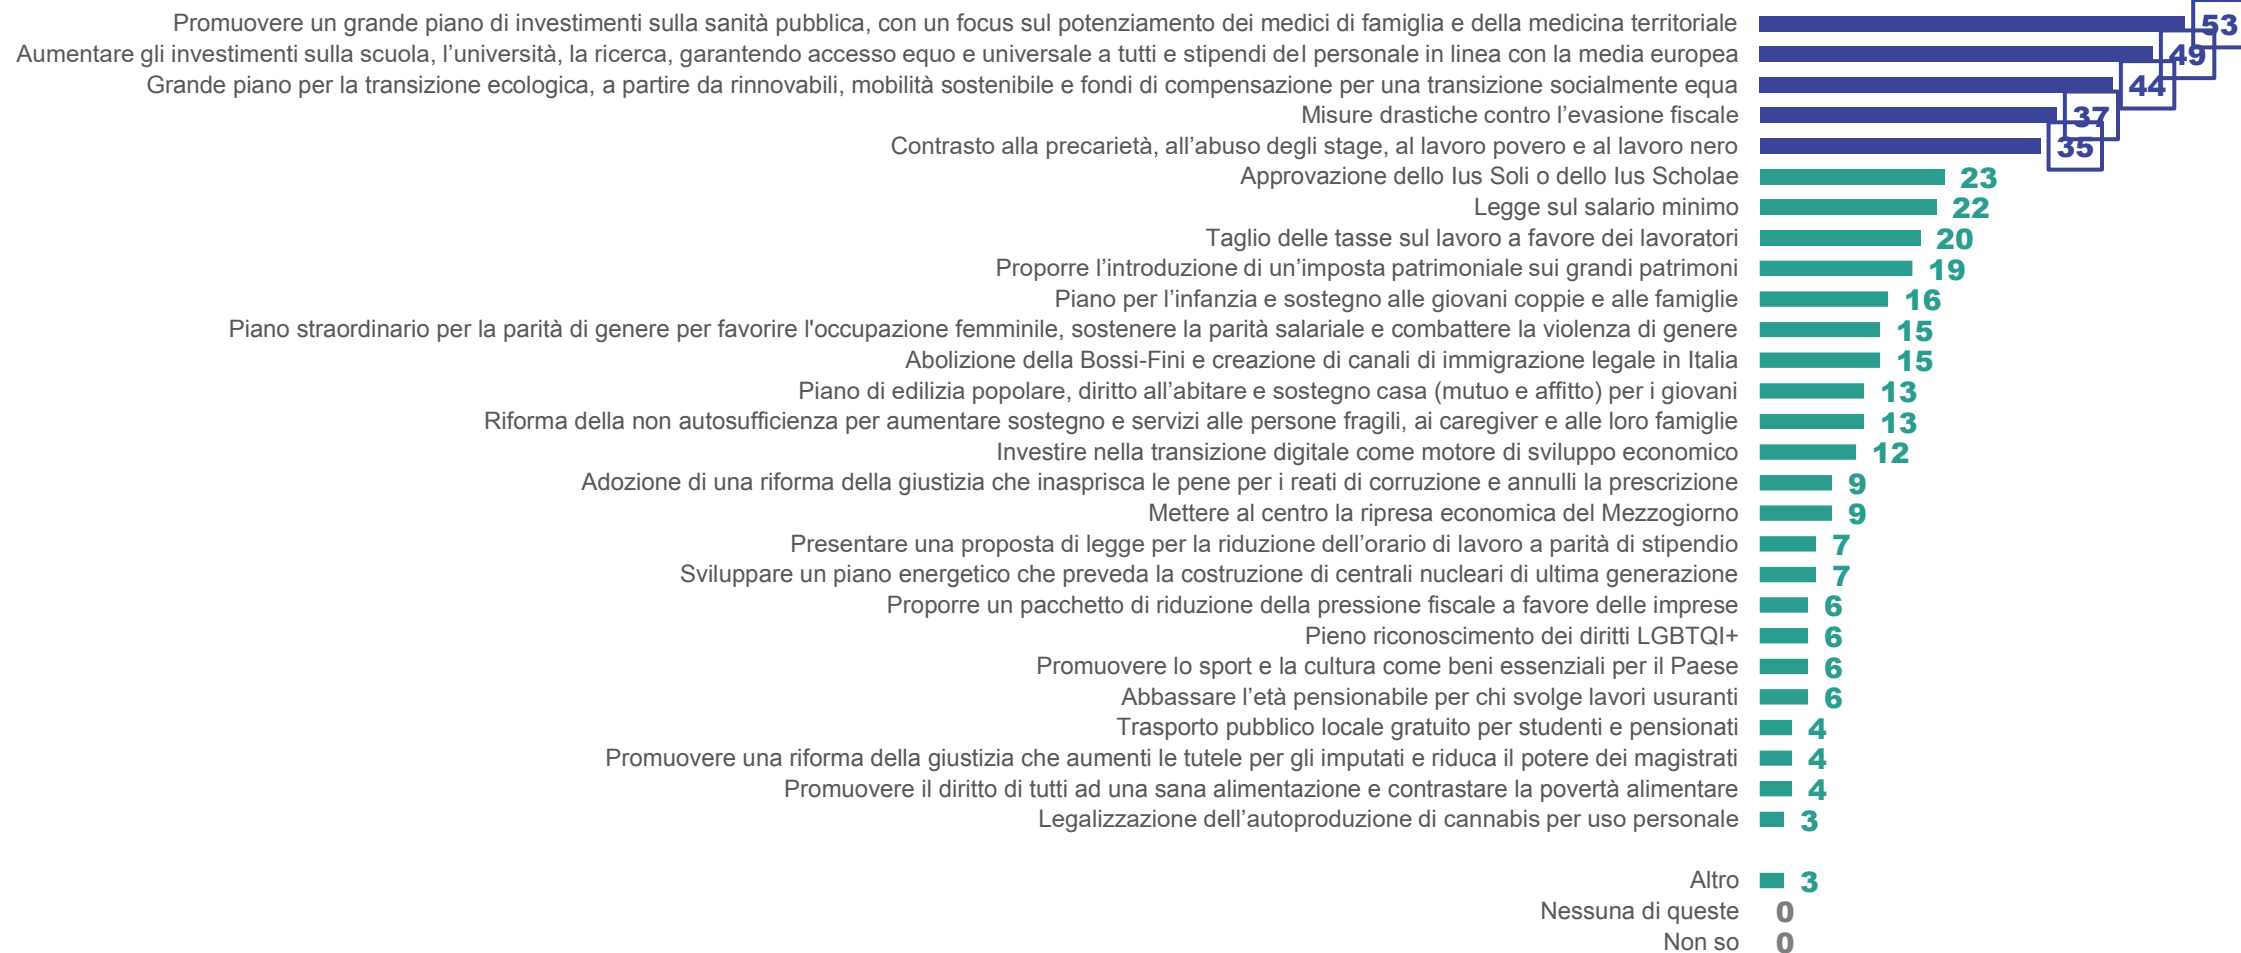 Promuovere un grande piano di investimenti sulla sanità pubblica, con un focus sul potenziamento dei medici di famiglia e della medicina territoriale 53
Aumentare gli investimenti sulla scuola, l’università, la ricerca, garantendo accesso equo e universale a tutti e stipendi del personale in linea con la media europea 49
Grande piano per la transizione ecologica, a partire da rinnovabili, mobilità sostenibile e fondi di compensazione per una transizione socialmente equa 44
Misure drastiche contro l’evasione fiscale 37
Contrasto alla precarietà, all’abuso degli stage, al lavoro povero e al lavoro nero 35
Approvazione dello Ius Soli o dello Ius Scholae 23
Legge sul salario minimo 22
Taglio delle tasse sul lavoro a favore dei lavoratori 20
Proporre l’introduzione di un’imposta patrimoniale sui grandi patrimoni 19
Piano per l’infanzia e sostegno alle giovani coppie e alle famiglie 16
Piano straordinario per la parità di genere per favorire l'occupazione femminile, sostenere la parità salariale e combattere la violenza di genere 15
Abolizione della Bossi-Fini e creazione di canali di immigrazione legale in Italia 15
Piano di edilizia popolare, diritto all’abitare e sostegno casa (mutuo e affitto) per i giovani 13
Riforma della non autosufficienza per aumentare sostegno e servizi alle persone fragili, ai caregiver e alle loro famiglie 13
Investire nella transizione digitale come motore di sviluppo economico 12
Adozione di una riforma della giustizia che inasprisca le pene per i reati di corruzione e annulli la prescrizione 9
Mettere al centro la ripresa economica del Mezzogiorno 9
Presentare una proposta di legge per la riduzione dell’orario di lavoro a parità di stipendio 7
Sviluppare un piano energetico che preveda la costruzione di centrali nucleari di ultima generazione 7
Proporre un pacchetto di riduzione della pressione fiscale a favore delle imprese 6
Pieno riconoscimento dei diritti LGBTQI+ 6
Promuovere lo sport e la cultura come beni essenziali per il Paese 6
Abbassare l’età pensionabile per chi svolge lavori usuranti 6
Trasporto pubblico locale gratuito per studenti e pensionati 4
Promuovere una riforma della giustizia che aumenti le tutele per gli imputati e riduca il potere dei magistrati 4
Promuovere il diritto di tutti ad una sana alimentazione e contrastare la povertà alimentare 4
Legalizzazione dell’autoproduzione di cannabis per uso personale 3
Altro 3
Nessuna di queste 0
Non so 0